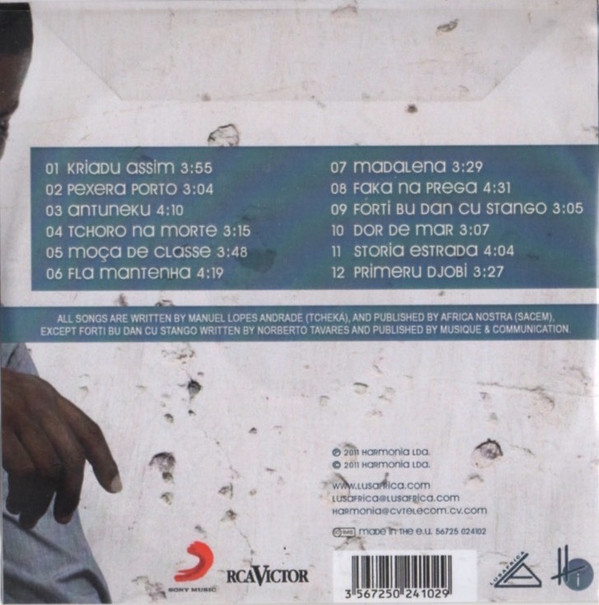 01 Kriadu Assim 3:55
02 Pexera Porto 3:04
03 Antuneku 4:10
04 Tchoro na Morte 3:15
05 Moça de Classe 3:48
06 Fla Mantenha 4:19
07 Madalena 3:29
08 Faka na Prega 4:31
09 Forti Bu Dan Cu Stango 3:05
10 Dor de Mar 3:07
11 Storia Estrada 4:04
12 Primeru Djobi 3:27
ALL SONGS ARE WRITTEN BY MANUEL LOPES ANDRADE (TCHEKA), AND PUBLISHED BY AFRICA NOSTRA (SACEM),
EXCEPT FORTI BU DAN CU STANGO WRITTEN BY NORBERTO TAVARES AND PUBLISHED BY MUSIQUE & COMMUNICATION.
℗ 2011 Harmonia Lda.
© 2011 Harmonia Lda.
www.lusafrica.com
lusafrica@lusafrica.com
harmonia@cvtelecom.cv.com
made in the e.u. 56725 024102
SONY MUSIC
RCA VICTOR
3 567250 241029